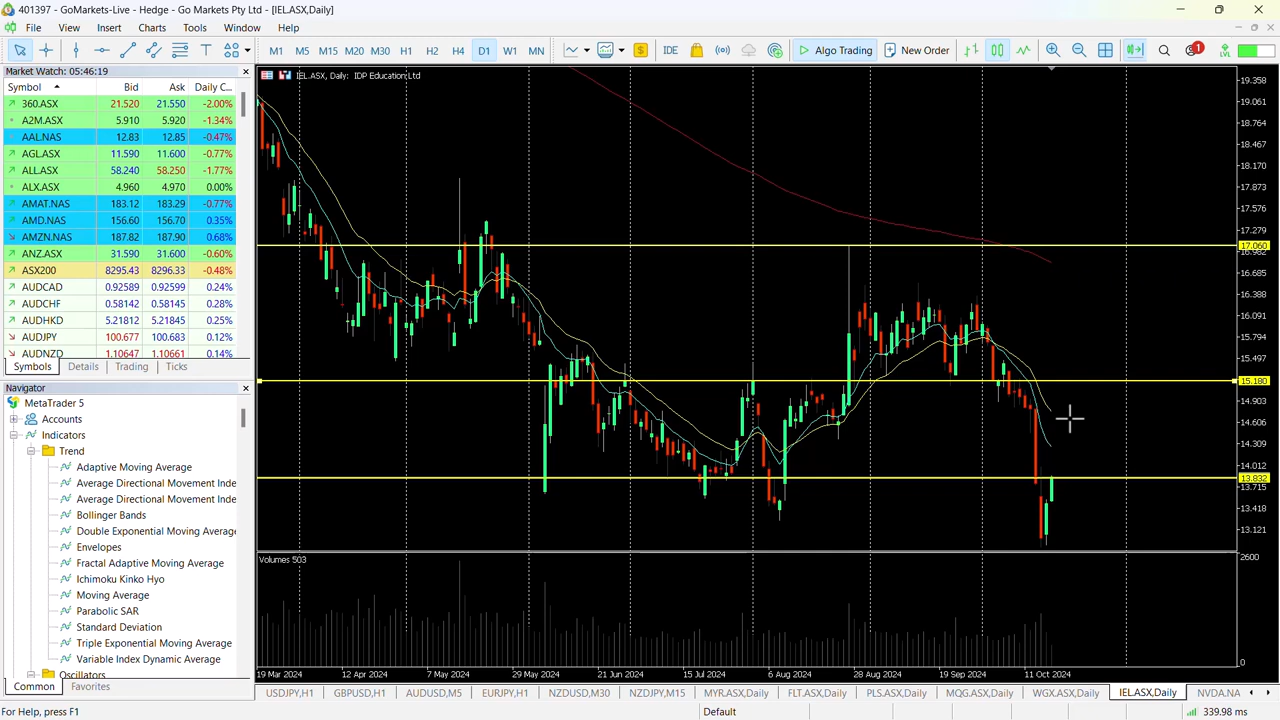 401397 - GoMarkets-Live - Hedge - Go Markets Pty Ltd - [IEL.ASX,Daily]
File View Insert Charts Tools Window Help
M1 M5 M15 M20 M30 H1 H2 H4 D1 W1 MN IDE Algo Trading New Order 1
Market Watch: 05:46:19
Symbol Bid Ask Daily C...
360.ASX 21.520 21.550 -2.00%
A2M.ASX 5.910 5.920 -1.34%
AAL.NAS 12.83 12.85 -0.47%
AGL.ASX 11.590 11.600 -0.77%
ALL.ASX 58.240 58.250 -1.77%
ALX.ASX 4.960 4.970 0.00%
AMAT.NAS 183.12 183.29 -0.77%
AMD.NAS 156.60 156.70 0.35%
AMZN.NAS 187.82 187.90 0.68%
ANZ.ASX 31.590 31.600 -0.60%
ASX200 8295.43 8296.33 -0.48%
AUDCAD 0.92589 0.92599 0.24%
AUDCHF 0.58142 0.58145 0.28%
AUDHKD 5.21812 5.21845 0.25%
AUDJPY 100.677 100.683 0.12%
AUDNZD 1.10647 1.10661 0.14%
Symbols Details Trading Ticks
Navigator
MetaTrader 5
Accounts
Indicators
Trend
Adaptive Moving Average
Average Directional Movement Inde
Average Directional Movement Inde
Bollinger Bands
Double Exponential Moving Average
Envelopes
Fractal Adaptive Moving Average
Ichimoku Kinko Hyo
Moving Average
Parabolic SAR
Standard Deviation
Triple Exponential Moving Average
Variable Index Dynamic Average
Oscillators
Common Favorites
IEL.ASX, Daily: IDP Education Ltd
19.358
19.061
18.764
18.467
18.170
17.873
17.576
17.279
17.060
16.685
16.388
16.091
15.794
15.497
15.180
14.903
14.606
14.309
14.012
13.832
13.715
13.418
13.121
Volumes 503
2600
0
19 Mar 2024 12 Apr 2024 7 May 2024 29 May 2024 21 Jun 2024 15 Jul 2024 6 Aug 2024 28 Aug 2024 19 Sep 2024 11 Oct 2024
USDJPY,H1 GBPUSD,H1 AUDUSD,M5 EURJPY,H1 NZDUSD,M30 NZDJPY,M15 MYR.ASX,Daily FLT.ASX,Daily PLS.ASX,Daily MQG.ASX,Daily WGX.ASX,Daily IEL.ASX,Daily NVDA.NA
For Help, press F1 Default 339.98 ms